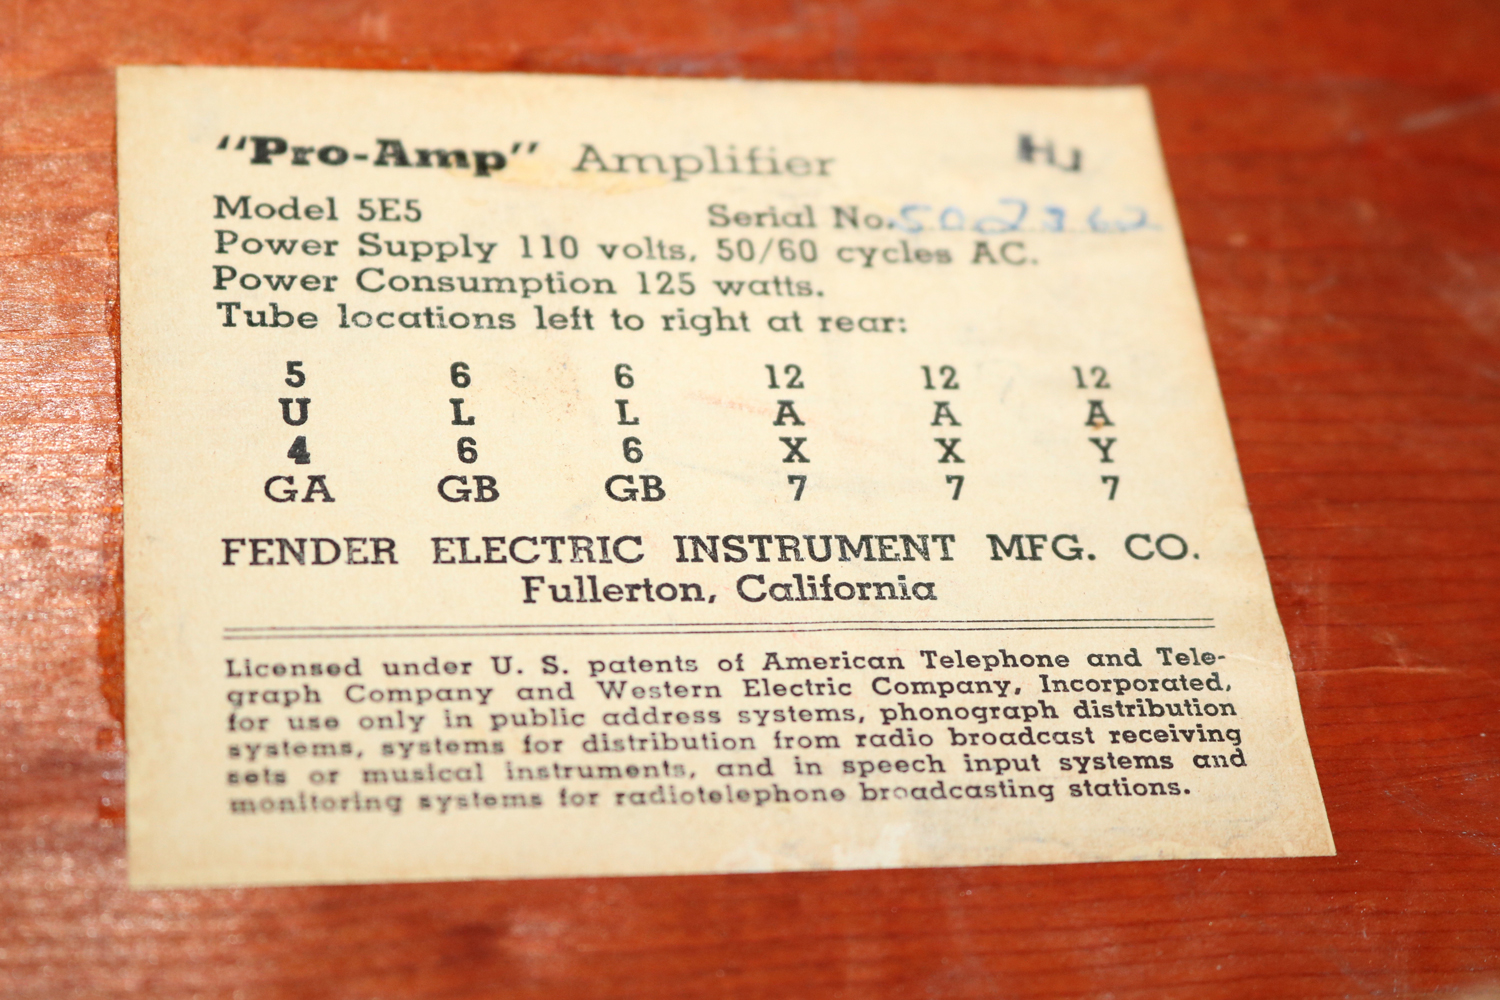 "Pro-Amp" Amplifier HJ
Model 5E5 Serial No. S02362
Power Supply 110 volts, 50/60 cycles AC.
Power Consumption 125 watts.
Tube locations left to right at rear:
5 6 6 12 12 12
U L L A A A
4 6 6 X X Y
GA GB GB 7 7 7
FENDER ELECTRIC INSTRUMENT MFG. CO.
Fullerton, California
Licensed under U. S. patents of American Telephone and Tele-
graph Company and Western Electric Company, Incorporated,
for use only in public address systems, phonograph distribution
systems, systems for distribution from radio broadcast receiving
sets or musical instruments, and in speech input systems and
monitoring systems for radiotelephone broadcasting stations.